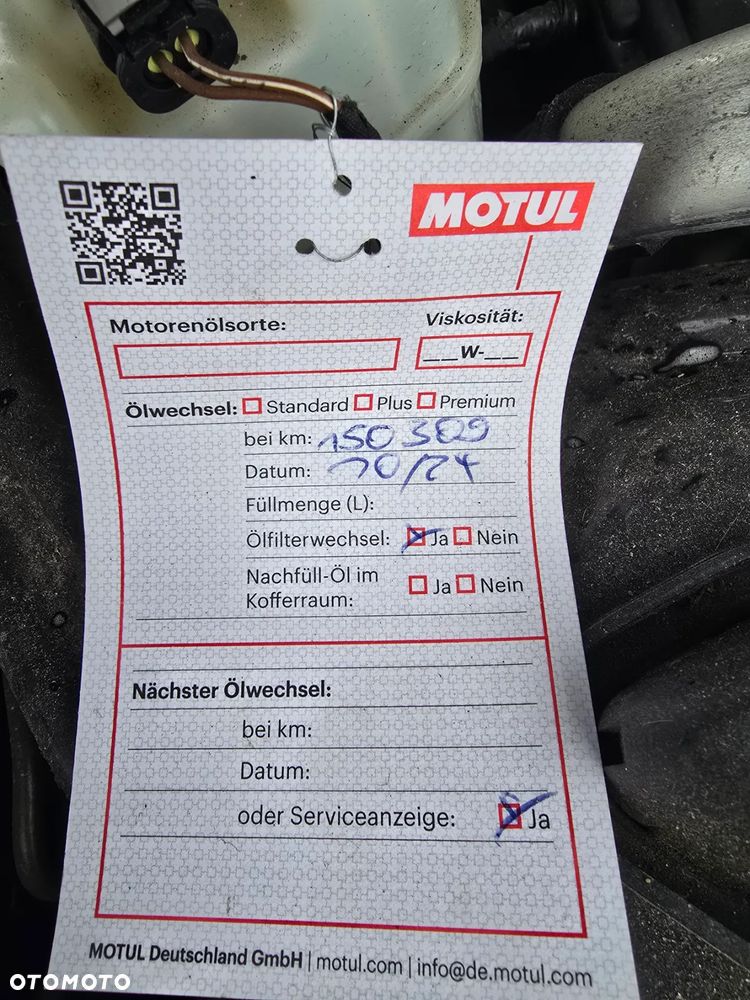 MOTUL
Motorenölsorte:
Viskosität:
__W-__
Ölwechsel: Standard Plus Premium
bei km: 150 309
Datum: 10/24
Füllmenge (L):
Ölfilterwechsel: Ja Nein
Nachfüll-Öl im
Kofferraum: Ja Nein
Nächster Ölwechsel:
bei km:
Datum:
oder Serviceanzeige: Ja
MOTUL Deutschland GmbH | motul.com | info@de.motul.com
OTOMOTO